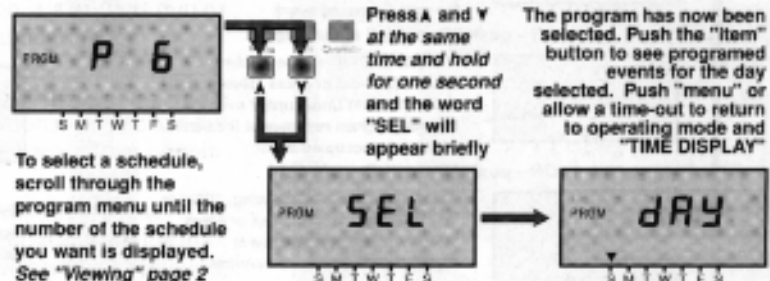 PROM P 6
S M T W T F S
To select a schedule,
scroll through the
program menu until the
number of the schedule
you want is displayed.
See "Viewing" page 2
Press ∧ and ∨
at the same
time and hold
for one second
and the word
"SEL" will
appear briefly
PROM SEL
S M T W T F S
The program has now been
selected. Push the "Item"
button to see programed
events for the day
selected. Push "menu" or
allow a time-out to return
to operating mode and
"TIME DISPLAY"
PROM dAY
S M T W T F S